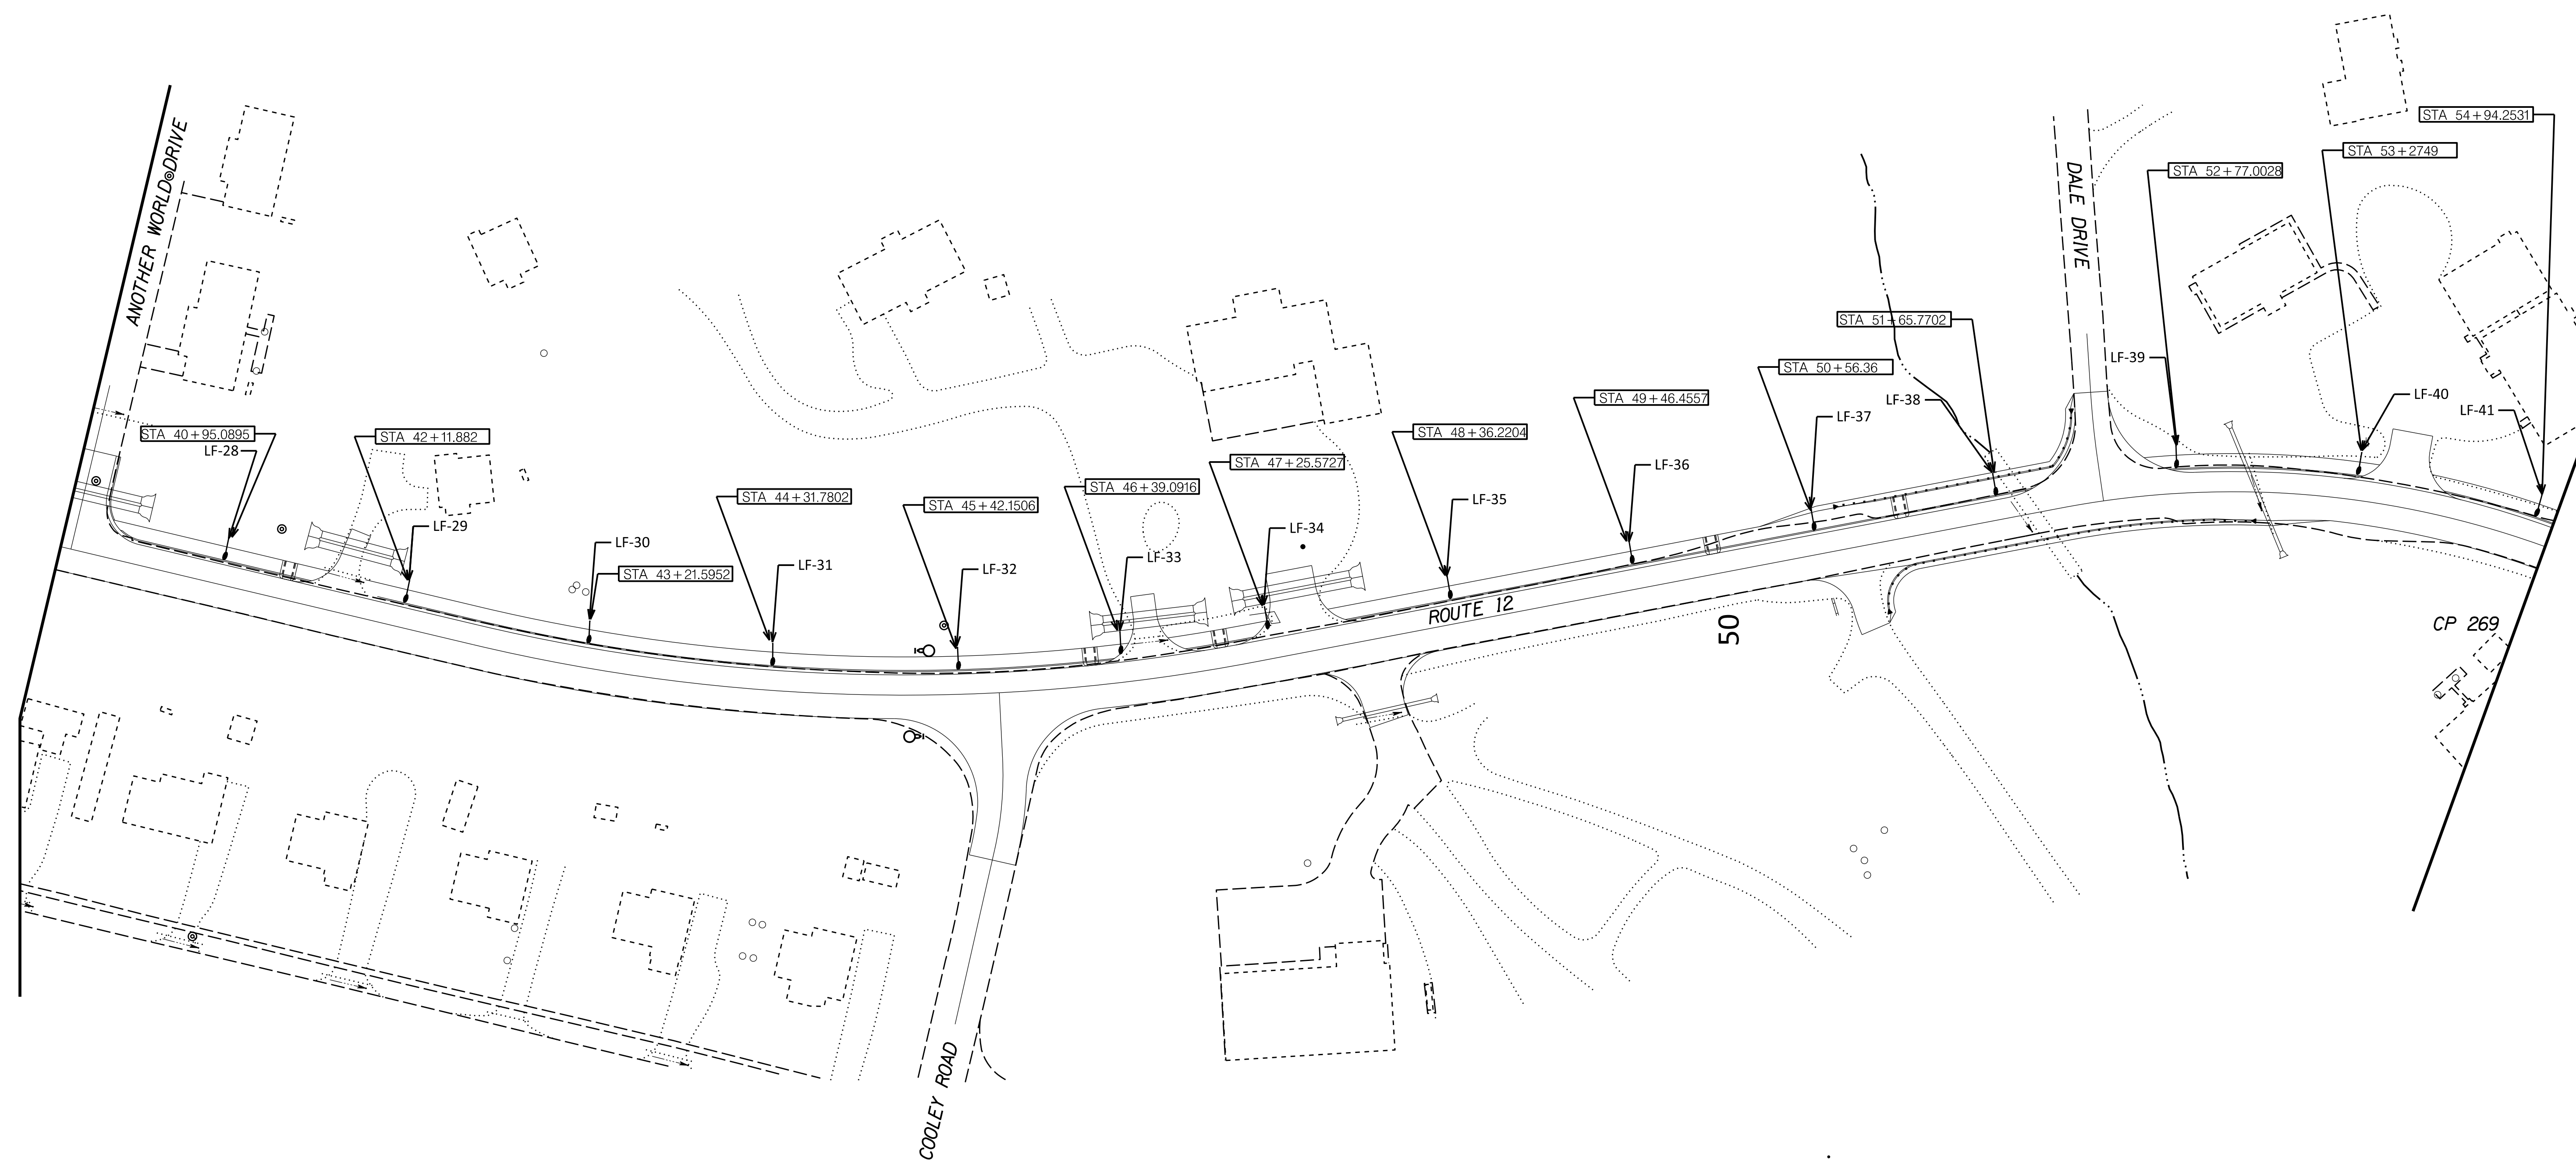 STA 54+94.2531
STA 53+2749
STA 52+77.0028
ANOTHER WORLD DRIVE
DALE DRIVE
STA 51+65.7702
LF-39
STA 50+56.36
LF-40
LF-38
LF-41
STA 49+46.4557
LF-37
STA 40+95.0895
STA 42+11.882
STA 48+36.2204
LF-28
STA 47+25.5727
LF-36
STA 46+39.0916
STA 44+31.7802
LF-35
STA 45+42.1506
LF-29
LF-34
LF-30
LF-33
LF-31
LF-32
STA 43+21.5952
ROUTE 12
50
CP 269
COOLEY ROAD